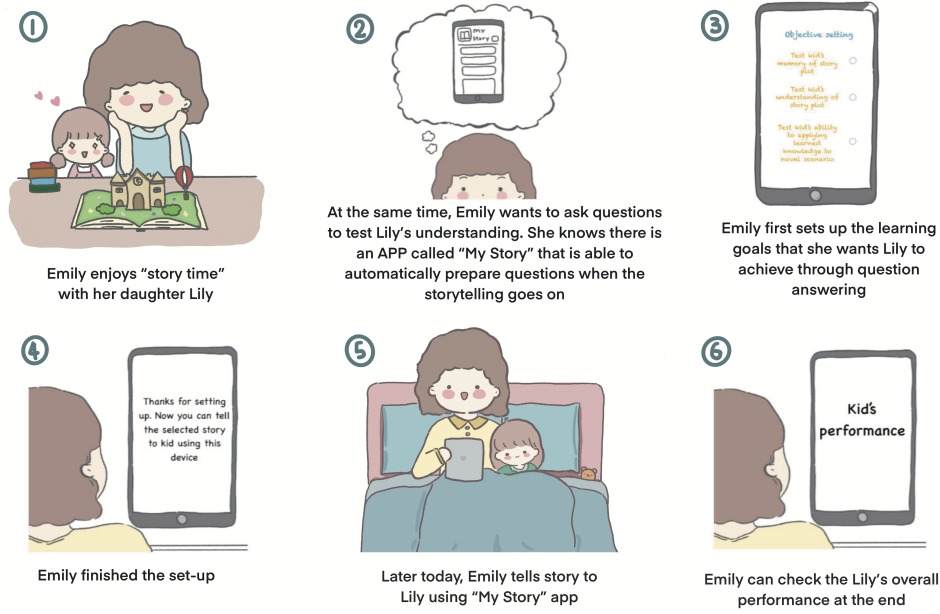 1
Emily enjoys “story time”
with her daughter Lily
2
my
story
At the same time, Emily wants to ask questions
to test Lily’s understanding. She knows there is
an APP called “My Story” that is able to
automatically prepare questions when the
storytelling goes on
3
Objective setting
Test kid's
memory of story
plot
Test kid's
understanding of
story plot
Test kid's ability
to applying
learned
knowledge to
novel scenario
Emily first sets up the learning
goals that she wants Lily to
achieve through question
answering
4
Thanks for setting
up. Now you can tell
the selected story
to kid using this
device
Emily finished the set-up
5
Later today, Emily tells story to
Lily using “My Story” app
6
Kid's
performance
Emily can check the Lily’s overall
performance at the end